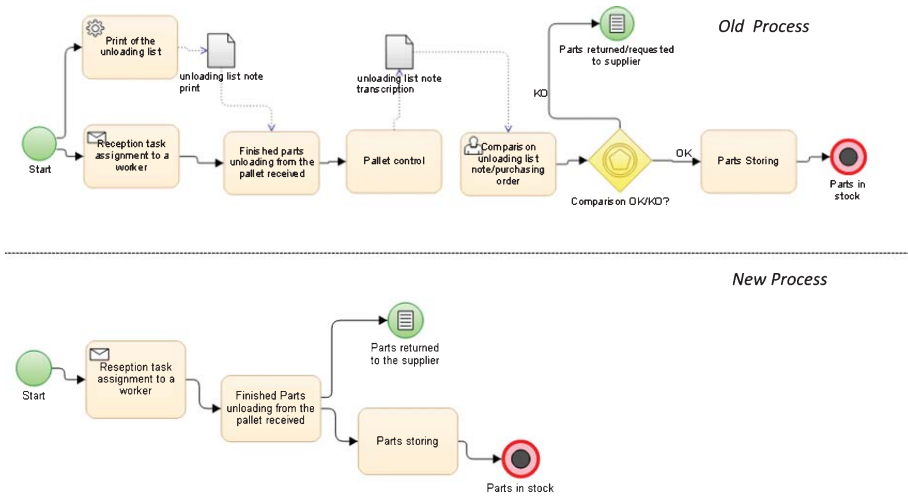 Old Process
Print of the
unloading list
unloading list note
print
unloading list note
transcription
Parts returned/requested
to supplier
KO
Start
Reception task
assignment to a
worker
Finished parts
unloading from the
pallet received
Pallet control
Comparison
unloading list
note/purchasing
order
Comparison OK/KO?
OK
Parts Storing
Parts in
stock
New Process
Start
Reseption task
assignment to a
worker
Finished Parts
unloading from the
pallet received
Parts returned
to the supplier
Parts storing
Parts in stock